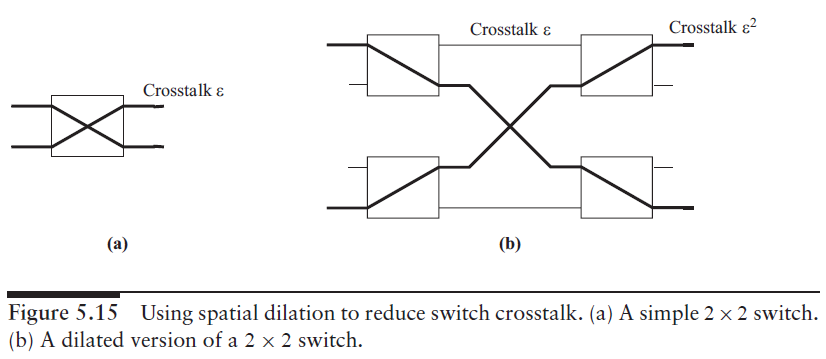 Crosstalk ε
Crosstalk ε²
Crosstalk ε
(a)
(b)
Figure 5.15 Using spatial dilation to reduce switch crosstalk. (a) A simple 2 × 2 switch.
(b) A dilated version of a 2 × 2 switch.